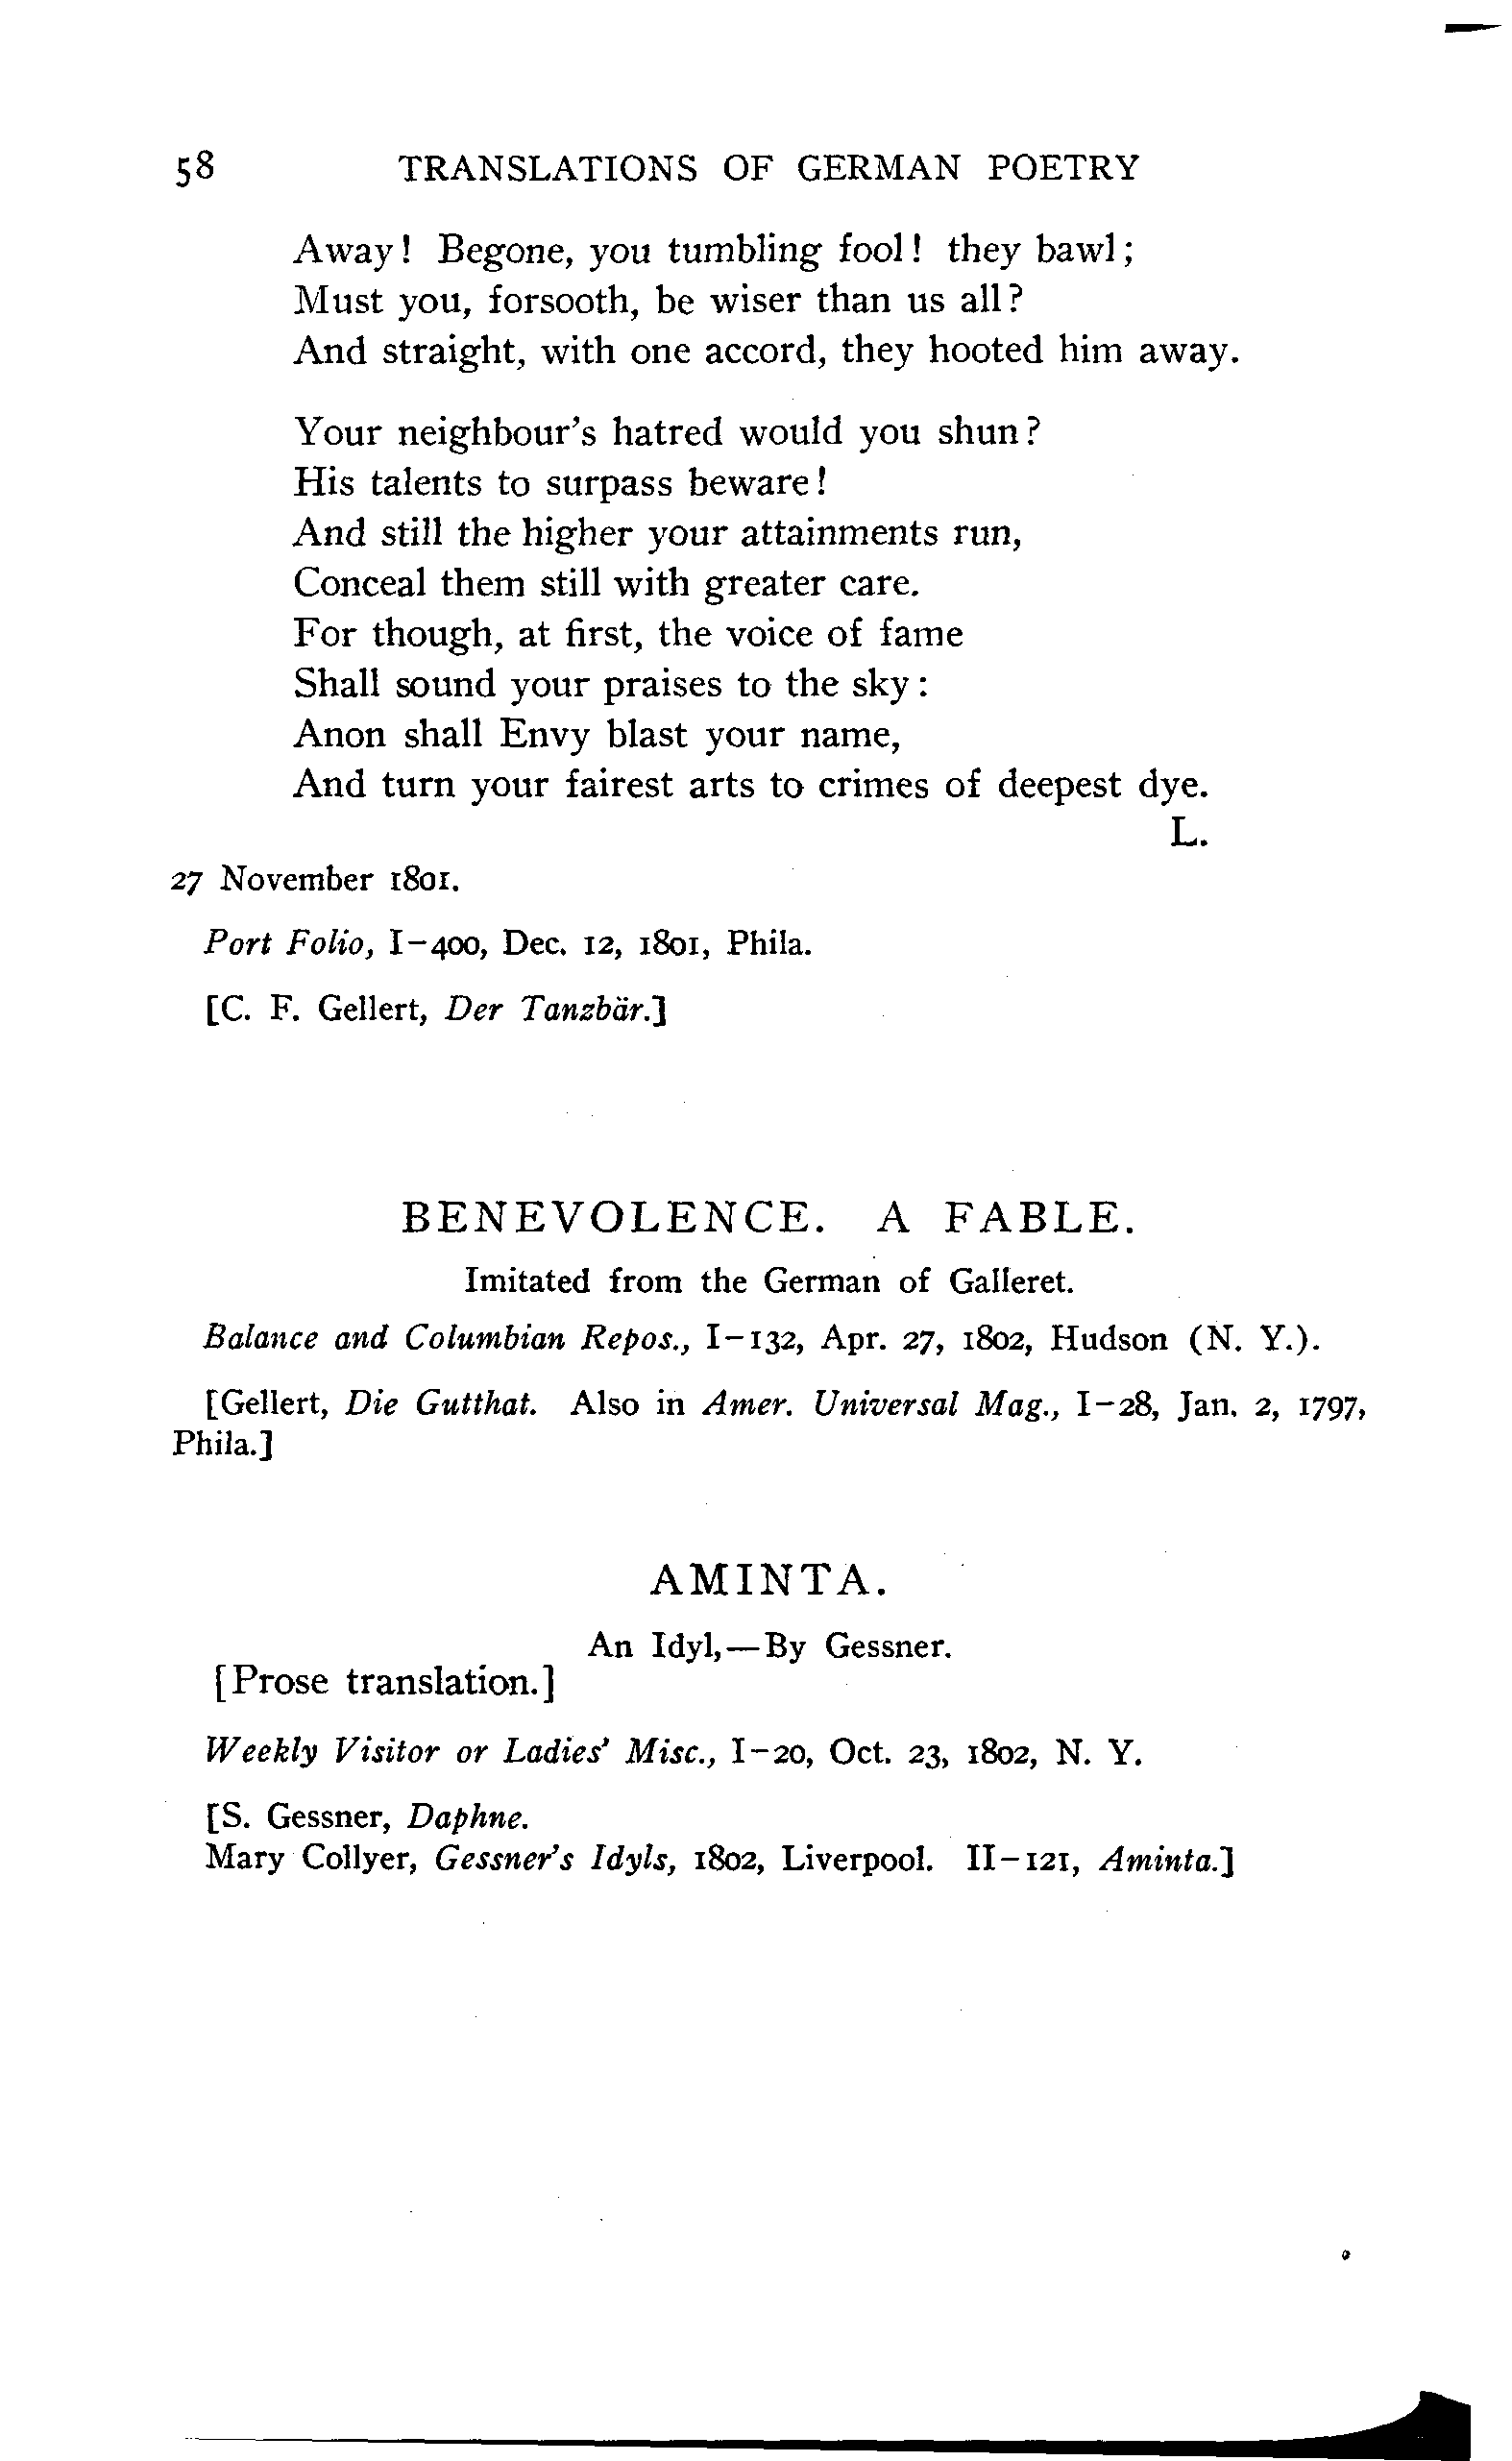 58 TRANSLATIONS OF GERMAN POETRY
Away! Begone, you tumbling fool! they bawl;
Must you, forsooth, be wiser than us all?
And straight, with one accord, they hooted him away.
Your neighbour's hatred would you shun?
His talents to surpass beware!
And still the higher your attainments run,
Conceal them still with greater care.
For though, at first, the voice of fame
Shall sound your praises to the sky:
Anon shall Envy blast your name,
And turn your fairest arts to crimes of deepest dye.
L.
27 November 1801.
Port Folio, I–400, Dec. 12, 1801, Phila.
[C. F. Gellert, Der Tanzbär.]
BENEVOLENCE. A FABLE.
Imitated from the German of Galleret.
Balance and Columbian Repos., I–132, Apr. 27, 1802, Hudson (N. Y.).
[Gellert, Die Gutthat. Also in Amer. Universal Mag., I–28, Jan. 2, 1797,
Phila.]
AMINTA.
An Idyl,—By Gessner.
[Prose translation.]
Weekly Visitor or Ladies' Misc., I–20, Oct. 23, 1802, N. Y.
[S. Gessner, Daphne.
Mary Collyer, Gessner's Idyls, 1802, Liverpool. II–121, Aminta.]